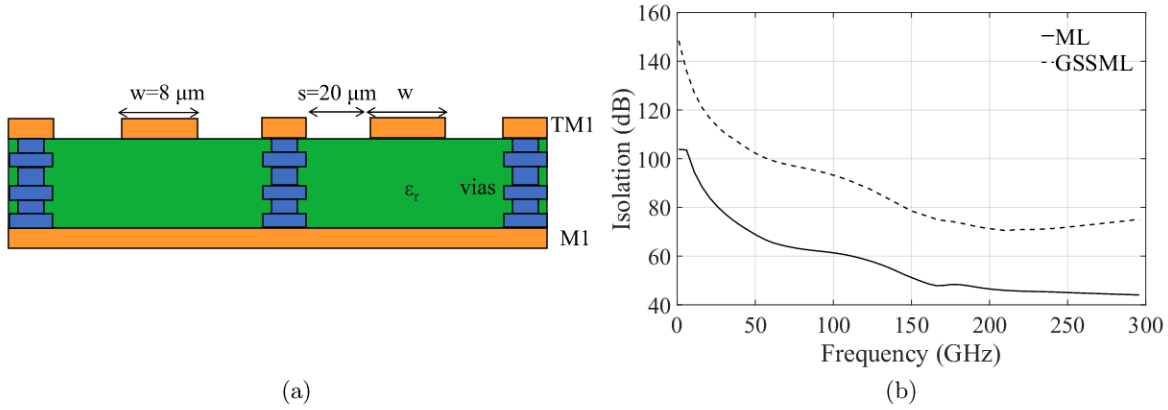 w=8 μm
s=20 μm
w
TM1
εr
vias
M1
(a)
160
140
120
100
80
60
40
Isolation (dB)
ML
GSSML
0
50
100
150
200
250
300
Frequency (GHz)
(b)